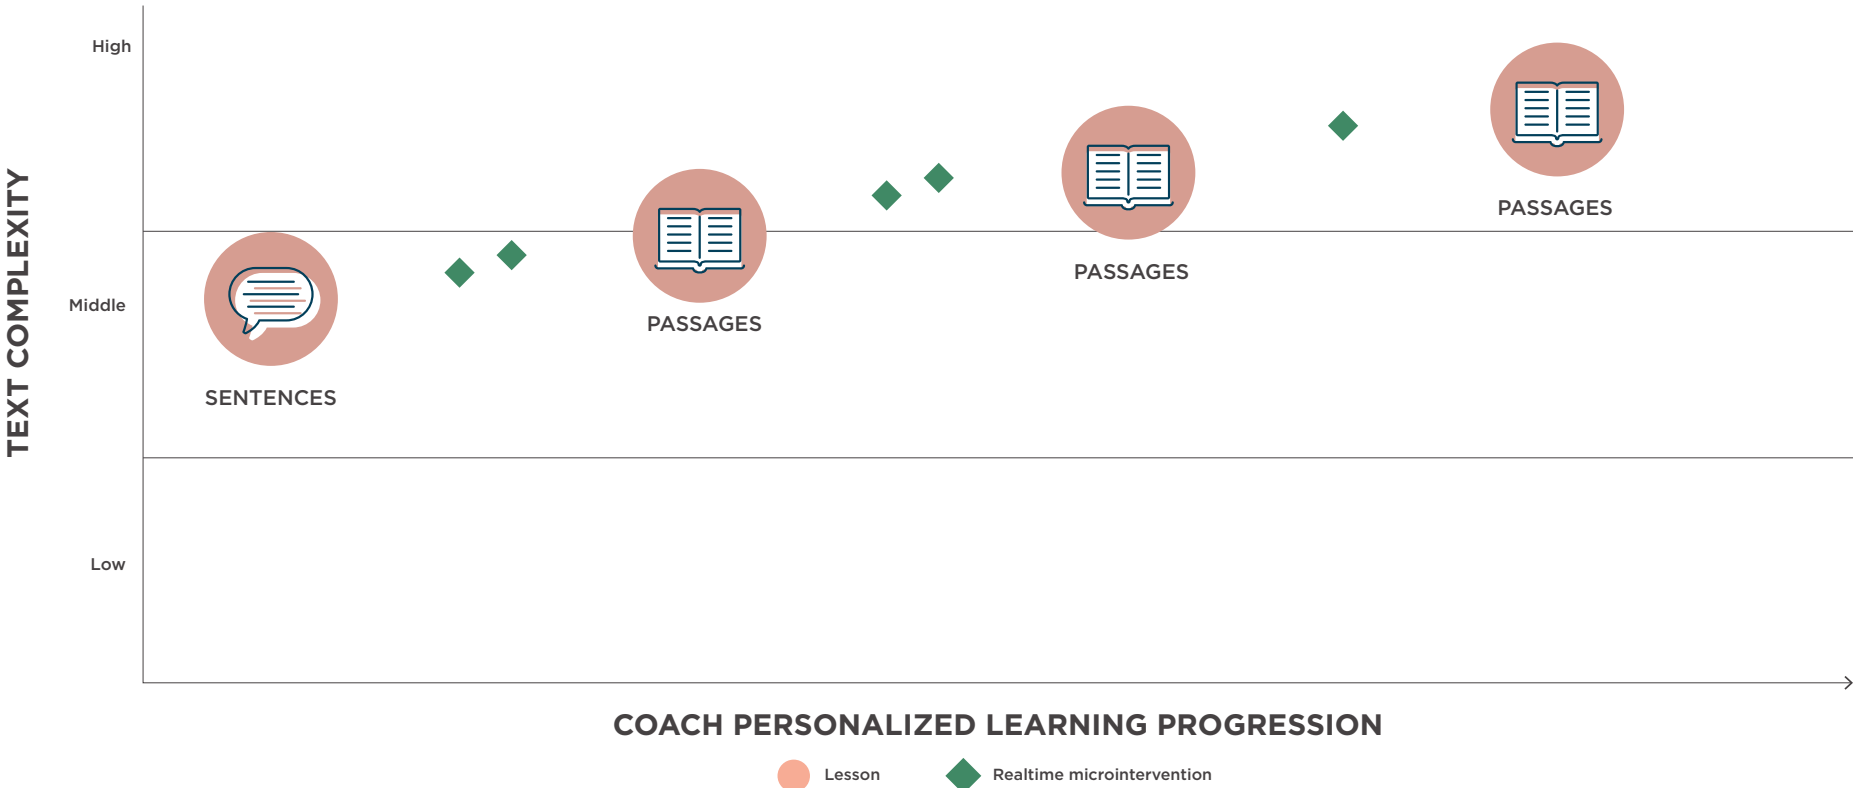 High
Middle
Low
TEXT COMPLEXITY
SENTENCES
PASSAGES
PASSAGES
PASSAGES
COACH PERSONALIZED LEARNING PROGRESSION
Lesson
Realtime microintervention